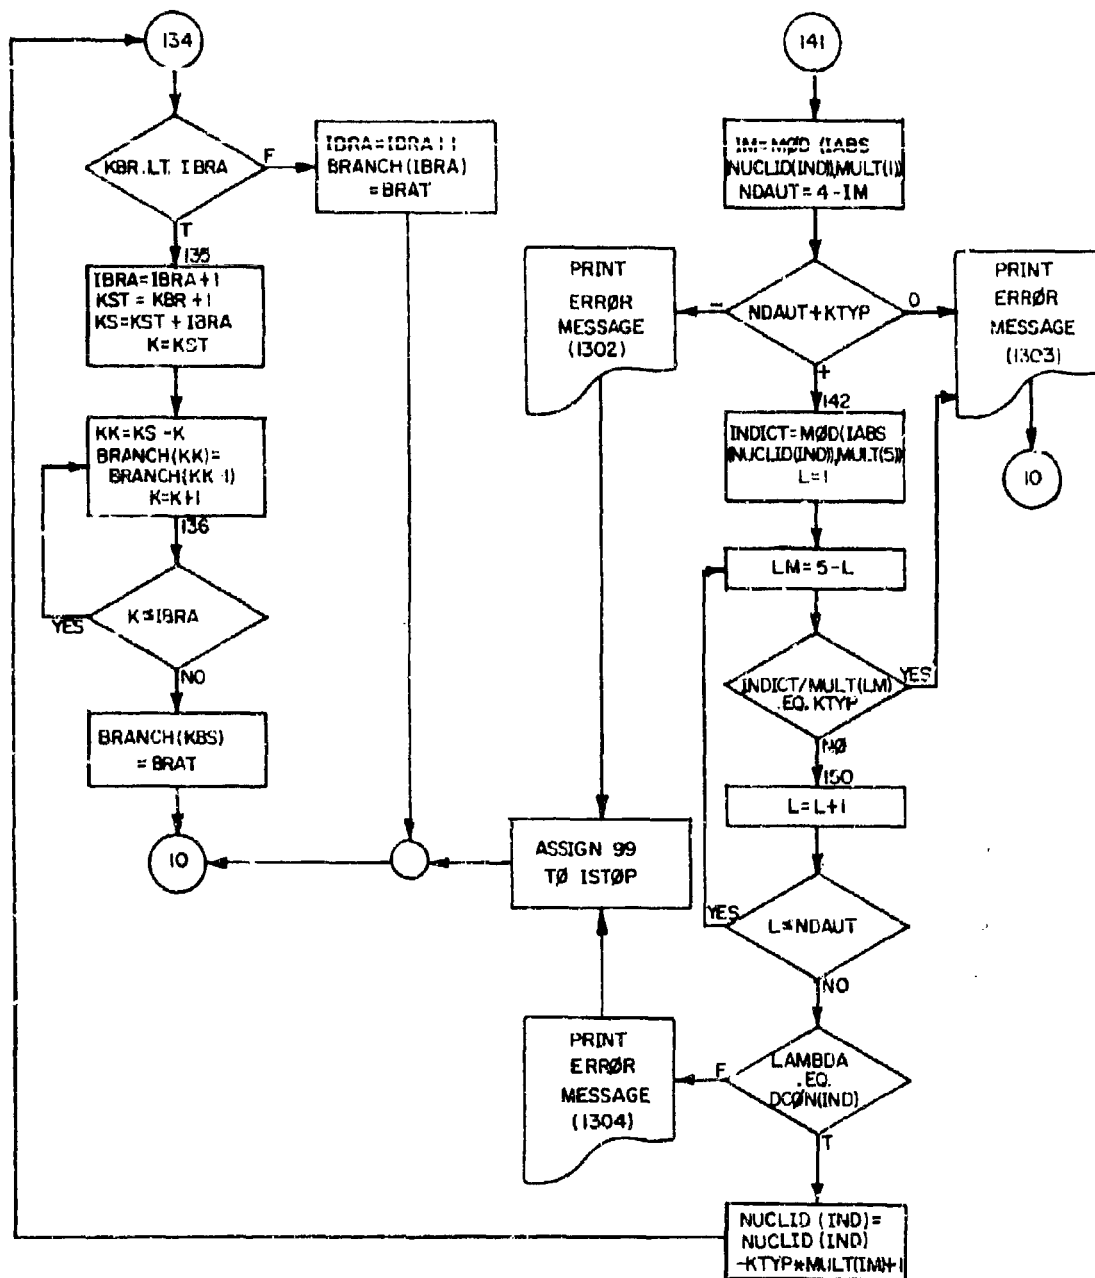 134
KBR.LT. IBRA
F
T
IBRA=IBRA+1
BRANCH(IBRA)
=BRAT
135
IBRA=IBRA+1
KST = KBR+1
KS=KST + IBRA
K=KST
KK=KS -K
BRANCH(KK)=
BRANCH(KK-1)
K=K+1
136
K≤IBRA
YES
NO
BRANCH(KBS)
=BRAT
10
141
IM=MØD (IABS
(NUCLID(IND)),MULT(1))
NDAUT=4-IM
NDAUT+KTYP
-
0
+
PRINT
ERRØR
MESSAGE
(1302)
PRINT
ERRØR
MESSAGE
(1303)
10
142
INDICT=MØD(IABS
(NUCLID(IND)),MULT(5))
L=1
LM=5-L
INDICT/MULT(LM)
.EQ. KTYP
YES
NØ
150
L=L+1
L≤NDAUT
YES
NO
ASSIGN 99
TØ ISTØP
LAMBDA
.EQ.
DCØN(IND)
F
T
PRINT
ERRØR
MESSAGE
(1304)
NUCLID (IND)=
NUCLID (IND)
-KTYP*MULT(IM)+1